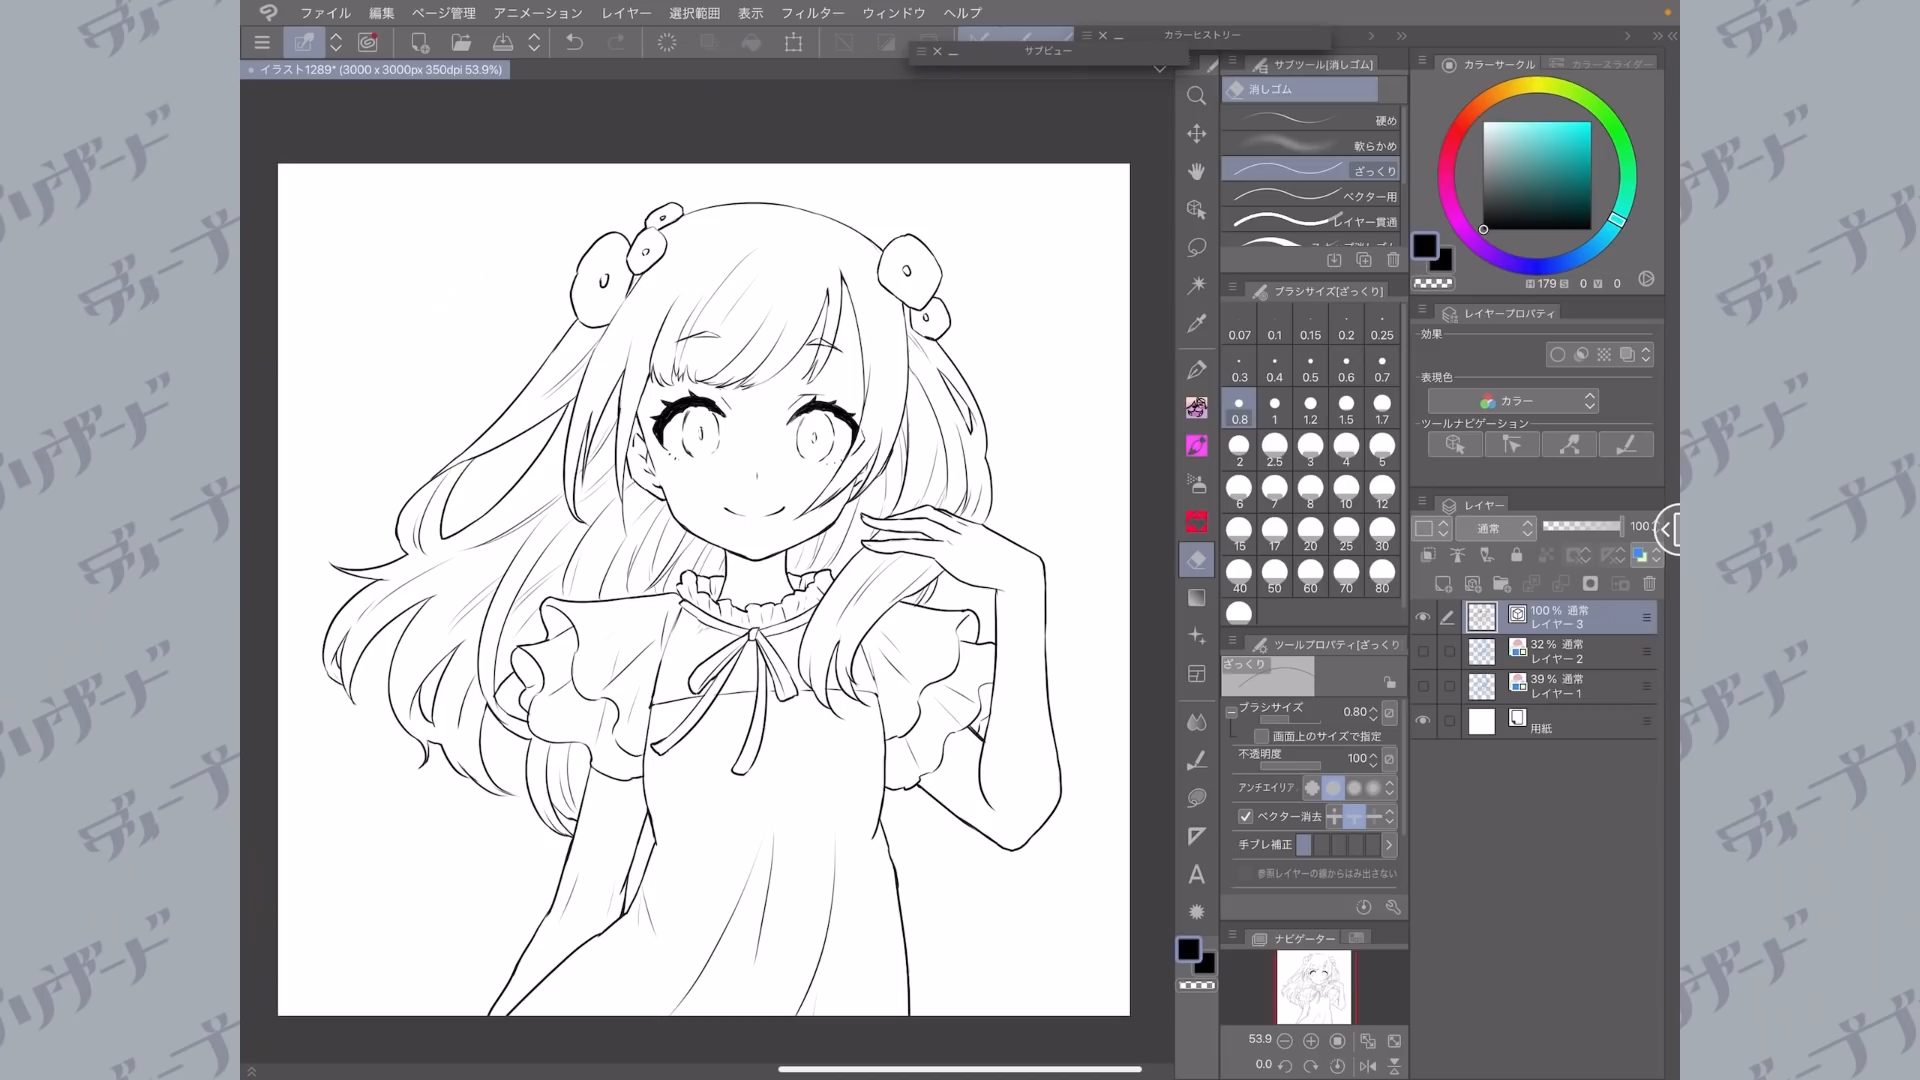 ファイル 編集 ページ管理 アニメーション レイヤー 選択範囲 表示 フィルター ウィンドウ ヘルプ
カラーヒストリー
サブビュー
イラスト1289* (3000 x 3000px 350dpi 53.9%)
サブツール[消しゴム]
消しゴム
硬め
軟らかめ
ざっくり
ベクター用
レイヤー貫通
ブラシサイズ[ざっくり]
0.07 0.1 0.15 0.2 0.25
0.3 0.4 0.5 0.6 0.7
0.8 1 1.2 1.5 1.7
2 2.5 3 4 5
6 7 8 10 12
15 17 20 25 30
40 50 60 70 80
ツールプロパティ[ざっくり
ざっくり
ブラシサイズ 0.80
画面上のサイズで指定
不透明度 100
アンチエイリア
ベクター消去
手ブレ補正
参照レイヤーの線からはみ出さない
ナビゲーター
53.9
0.0
カラーサークル カラースライダー
H 179 S 0 V 0
レイヤープロパティ
効果
表現色
カラー
ツールナビゲーション
レイヤー
通常 100
100 % 通常
レイヤー 3
32 % 通常
レイヤー 2
39 % 通常
レイヤー 1
用紙
A
ディープブリザード